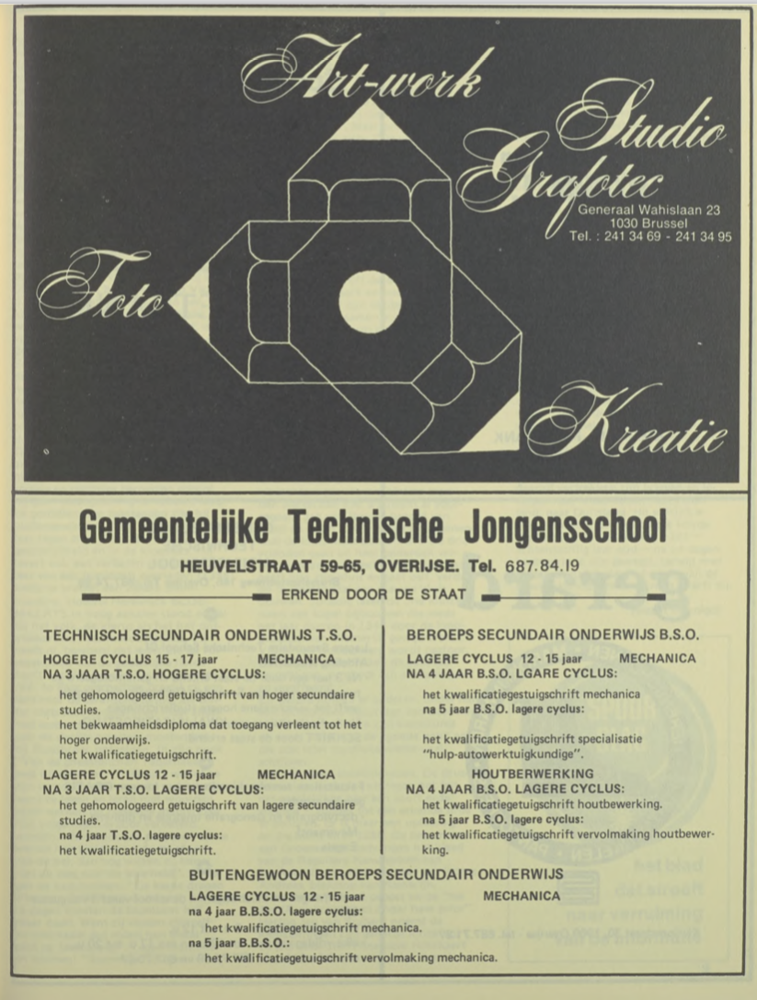 Art-work
Studio
Grafotec
Generaal Wahislaan 23
1030 Brussel
Tel. : 241 34 69 - 241 34 95
Foto
Kreatie
Gemeentelijke Technische Jongensschool
HEUVELSTRAAT 59-65, OVERIJSE. Tel. 687.84.I9
ERKEND DOOR DE STAAT
TECHNISCH SECUNDAIR ONDERWIJS T.S.O.
HOGERE CYCLUS 15 - 17 jaar MECHANICA
NA 3 JAAR T.S.O. HOGERE CYCLUS:
het gehomologeerd getuigschrift van hoger secundaire
studies.
het bekwaamheidsdiploma dat toegang verleent tot het
hoger onderwijs.
het kwalificatiegetuigschrift.
LAGERE CYCLUS 12 - 15 jaar MECHANICA
NA 3 JAAR T.S.O. LAGERE CYCLUS:
het gehomologeerd getuigschrift van lagere secundaire
studies.
na 4 jaar T.S.O. lagere cyclus:
het kwalificatiegetuigschrift.
BEROEPS SECUNDAIR ONDERWIJS B.S.O.
LAGERE CYCLUS 12 - 15 jaar MECHANICA
NA 4 JAAR B.S.O. LGARE CYCLUS:
het kwalificatiegestuigschrift mechanica
na 5 jaar B.S.O. lagere cyclus:
het kwalificatiegetuigschrift specialisatie
"hulp-autowerktuigkundige".
HOUTBERWERKING
NA 4 JAAR B.S.O. LAGERE CYCLUS:
het kwalificatiegetuigschrift houtbewerking.
na 5 jaar B.S.O. lagere cyclus:
het kwalificatiegetuigschrift vervolmaking houtbewer-
king.
BUITENGEWOON BEROEPS SECUNDAIR ONDERWIJS
LAGERE CYCLUS 12 - 15 jaar MECHANICA
na 4 jaar B.B.S.O. lagere cyclus:
het kwalificatiegetuigschrift mechanica.
na 5 jaar B.B.S.O.:
het kwalificatiegetuigschrift vervolmaking mechanica.